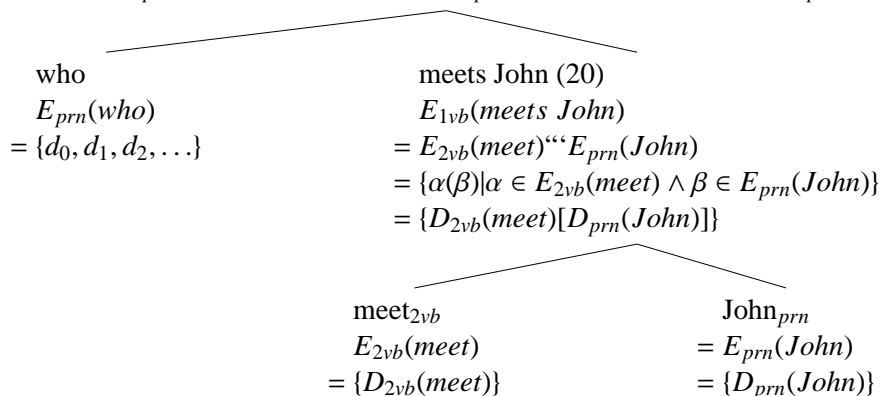 who
E_prn(who)
= {d_0, d_1, d_2, . . .}
meets John (20)
E_1vb(meets John)
= E_2vb(meet)“‘E_prn(John)
= {α(β)|α ∈ E_2vb(meet) ∧ β ∈ E_prn(John)}
= {D_2vb(meet)[D_prn(John)]}
meet_2vb
E_2vb(meet)
= {D_2vb(meet)}
John_prn
= E_prn(John)
= {D_prn(John)}